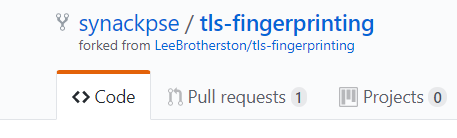 synackpse / tls-fingerprinting
forked from LeeBrotherston/tls-fingerprinting
<> Code Pull requests 1 Projects 0